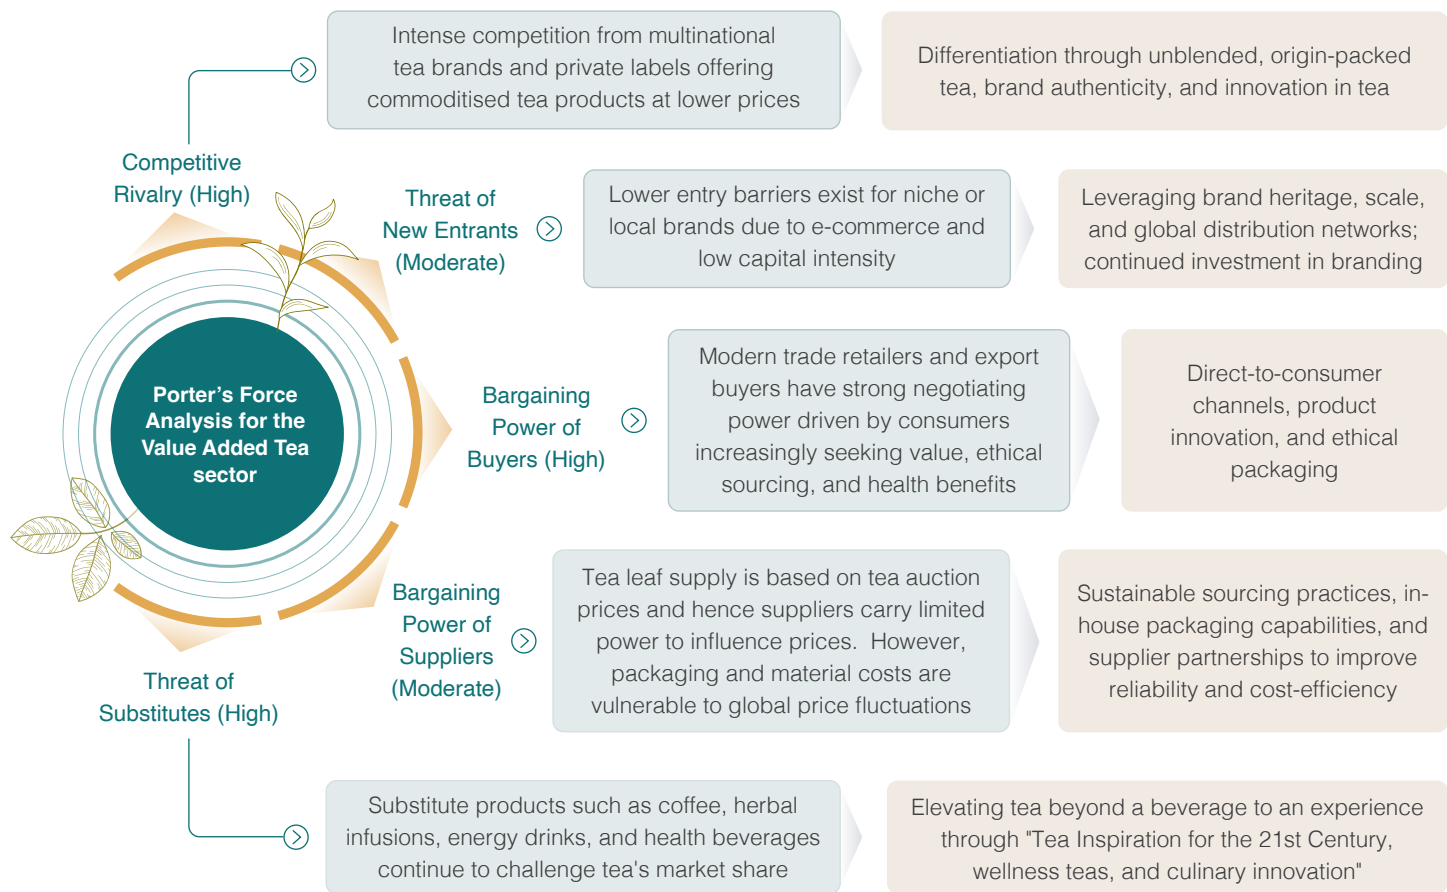 Porter's Force
Analysis for the
Value Added Tea
sector
Competitive
Rivalry (High)
Intense competition from multinational
tea brands and private labels offering
commoditised tea products at lower prices
Differentiation through unblended, origin-packed
tea, brand authenticity, and innovation in tea
Threat of
New Entrants
(Moderate)
Lower entry barriers exist for niche or
local brands due to e-commerce and
low capital intensity
Leveraging brand heritage, scale,
and global distribution networks;
continued investment in branding
Bargaining
Power of
Buyers (High)
Modern trade retailers and export
buyers have strong negotiating
power driven by consumers
increasingly seeking value, ethical
sourcing, and health benefits
Direct-to-consumer
channels, product
innovation, and ethical
packaging
Bargaining
Power of
Suppliers
(Moderate)
Tea leaf supply is based on tea auction
prices and hence suppliers carry limited
power to influence prices.  However,
packaging and material costs are
vulnerable to global price fluctuations
Sustainable sourcing practices, in-
house packaging capabilities, and
supplier partnerships to improve
reliability and cost-efficiency
Threat of
Substitutes (High)
Substitute products such as coffee, herbal
infusions, energy drinks, and health beverages
continue to challenge tea's market share
Elevating tea beyond a beverage to an experience
through "Tea Inspiration for the 21st Century,
wellness teas, and culinary innovation"